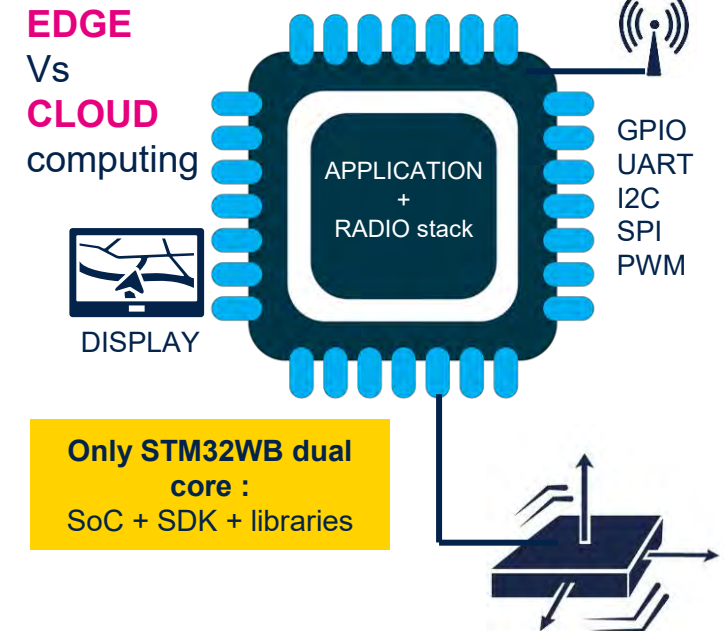 EDGE
Vs
CLOUD
computing
APPLICATION
+
RADIO stack
GPIO
UART
I2C
SPI
PWM
DISPLAY
Only STM32WB dual
core :
SoC + SDK + libraries